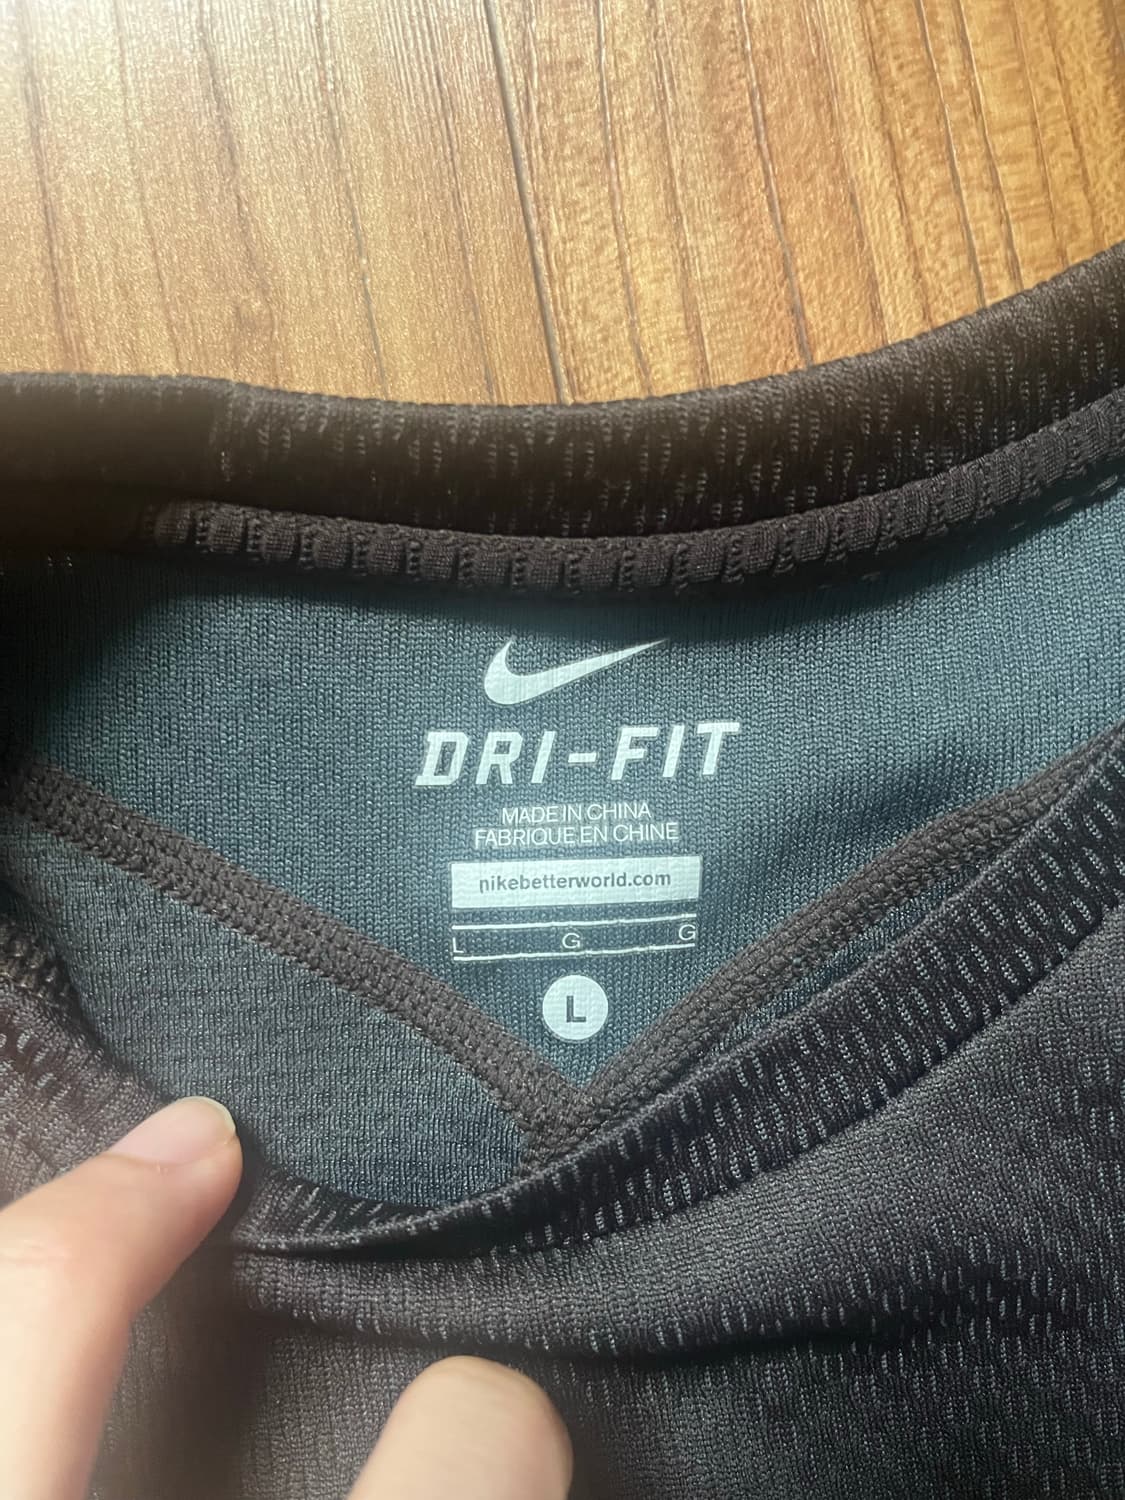 DRI-FIT
MADE IN CHINA
FABRIQUE EN CHINE
nikebetterworld.com
L G G
L